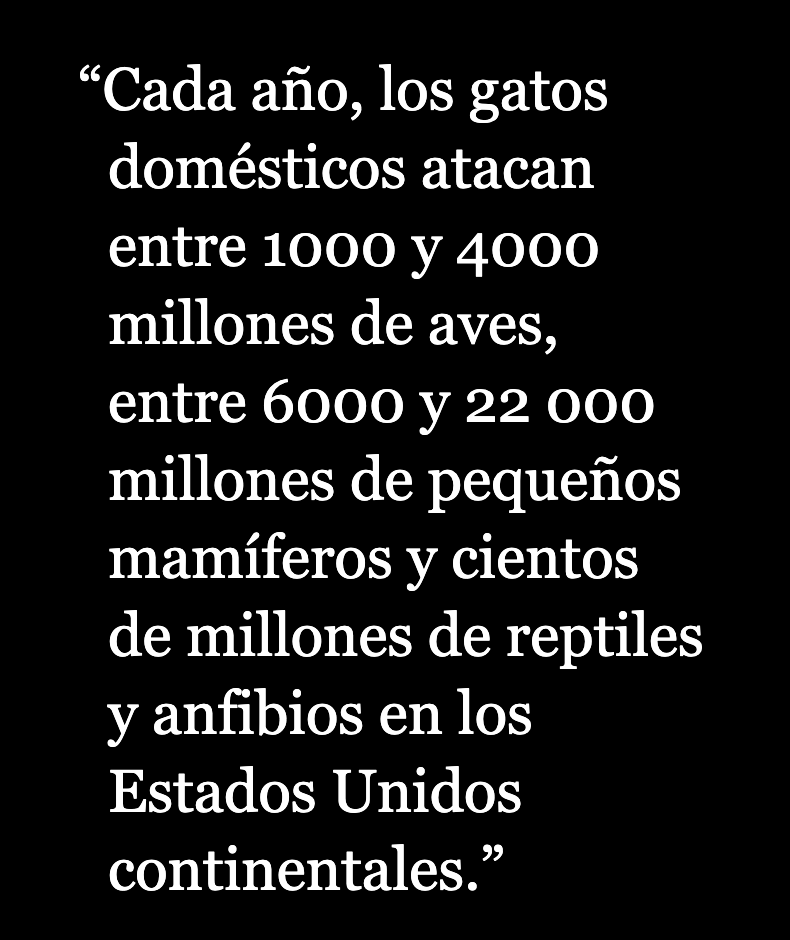 “Cada año, los gatos
domésticos atacan
entre 1000 y 4000
millones de aves,
entre 6000 y 22 000
millones de pequeños
mamíferos y cientos
de millones de reptiles
y anfibios en los
Estados Unidos
continentales.”